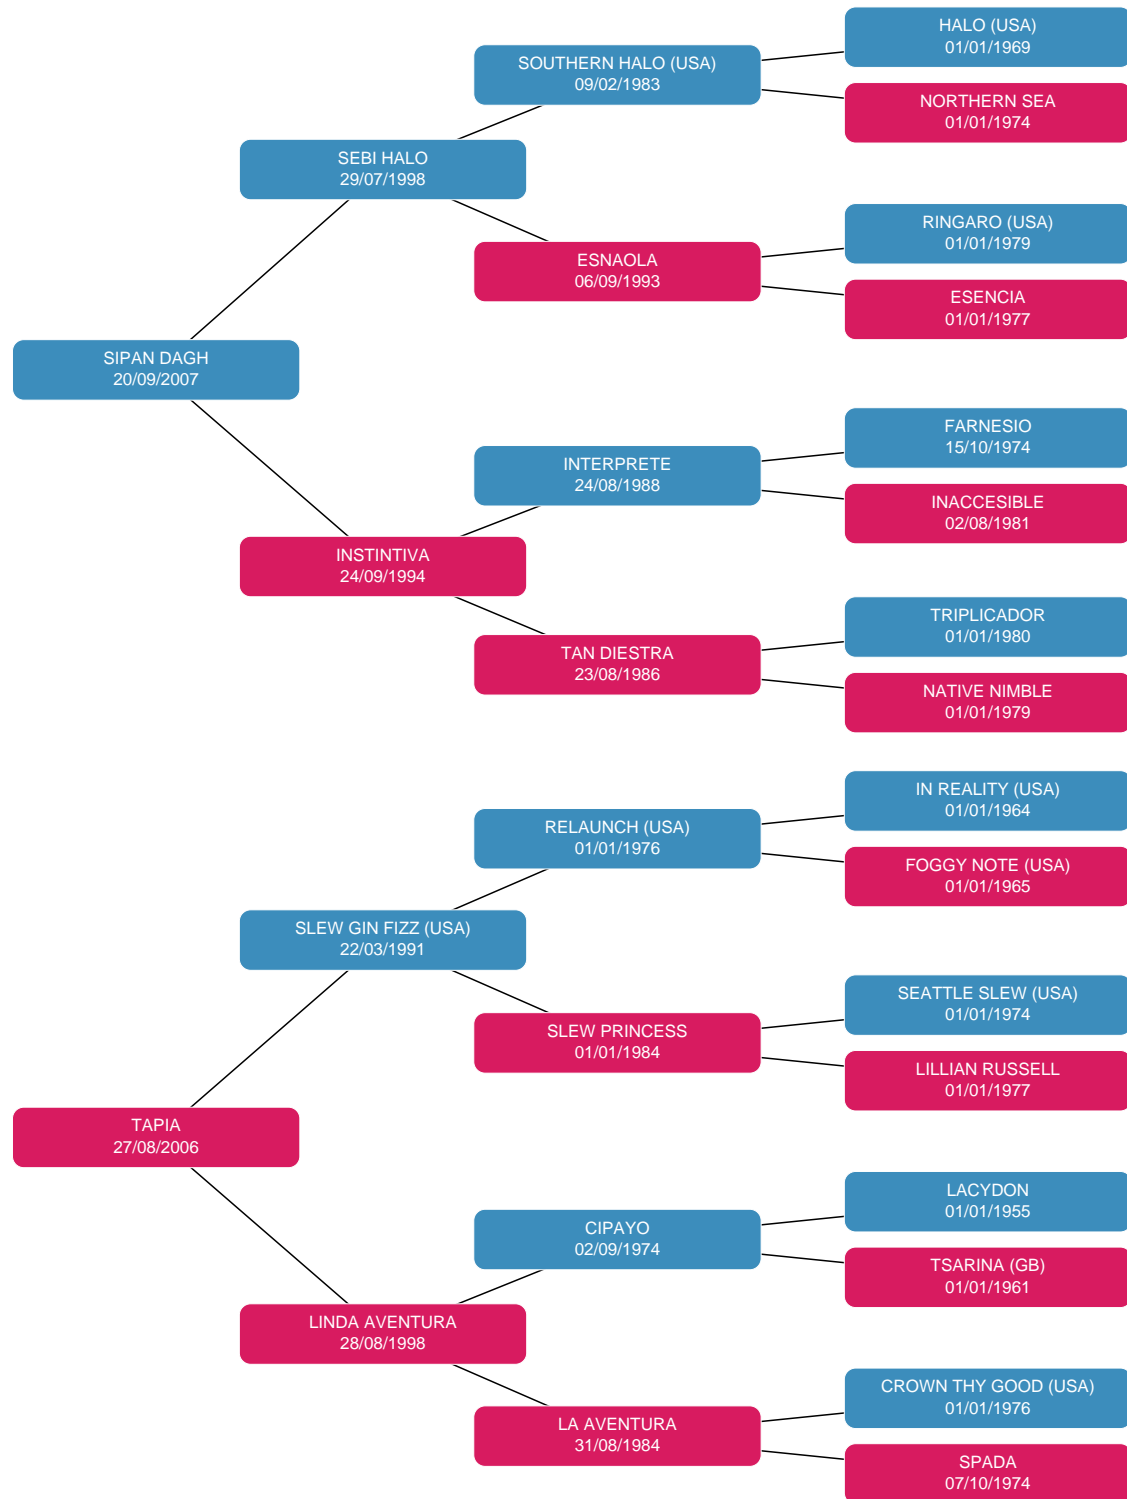 HALO (USA)
01/01/1969
SOUTHERN HALO (USA)
09/02/1983
NORTHERN SEA
01/01/1974
SEBI HALO
29/07/1998
RINGARO (USA)
01/01/1979
ESNAOLA
06/09/1993
ESENCIA
01/01/1977
SIPAN DAGH
20/09/2007
FARNESIO
15/10/1974
INTERPRETE
24/08/1988
INACCESIBLE
02/08/1981
INSTINTIVA
24/09/1994
TRIPLICADOR
01/01/1980
TAN DIESTRA
23/08/1986
NATIVE NIMBLE
01/01/1979
IN REALITY (USA)
01/01/1964
RELAUNCH (USA)
01/01/1976
FOGGY NOTE (USA)
01/01/1965
SLEW GIN FIZZ (USA)
22/03/1991
SEATTLE SLEW (USA)
01/01/1974
SLEW PRINCESS
01/01/1984
LILLIAN RUSSELL
01/01/1977
TAPIA
27/08/2006
LACYDON
01/01/1955
CIPAYO
02/09/1974
TSARINA (GB)
01/01/1961
LINDA AVENTURA
28/08/1998
CROWN THY GOOD (USA)
01/01/1976
LA AVENTURA
31/08/1984
SPADA
07/10/1974